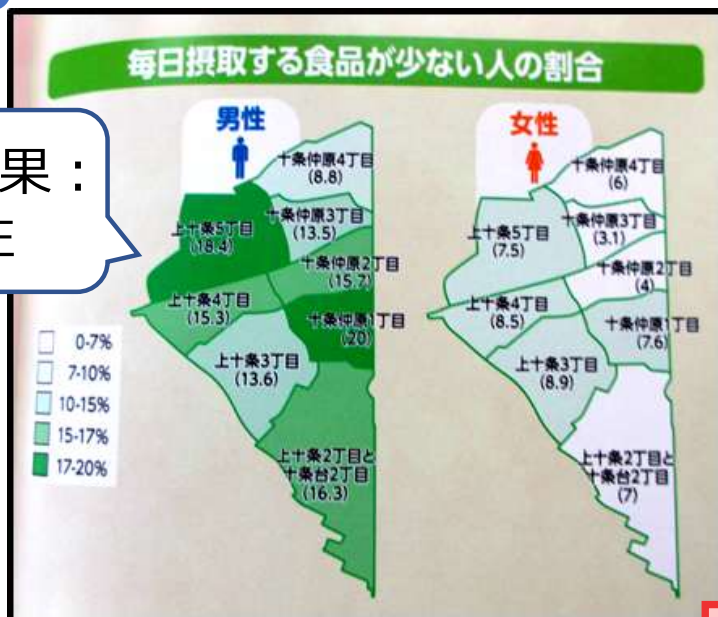 毎日摂取する食品が少ない人の割合
果：
男性
十条仲原4丁目
(8.8)
十条仲原3丁目
(13.5)
上十条5丁目
(18.4)
十条仲原2丁目
(15.7)
上十条4丁目
(15.3)
十条仲原1丁目
(20)
上十条3丁目
(13.6)
上十条2丁目と
十条台2丁目
(16.3)
0-7%
7-10%
10-15%
15-17%
17-20%
女性
十条仲原4丁目
(6)
十条仲原3丁目
(3.1)
上十条5丁目
(7.5)
十条仲原2丁目
(4)
上十条4丁目
(8.5)
十条仲原1丁目
(7.6)
上十条3丁目
(8.9)
上十条2丁目と
十条台2丁目
(7)